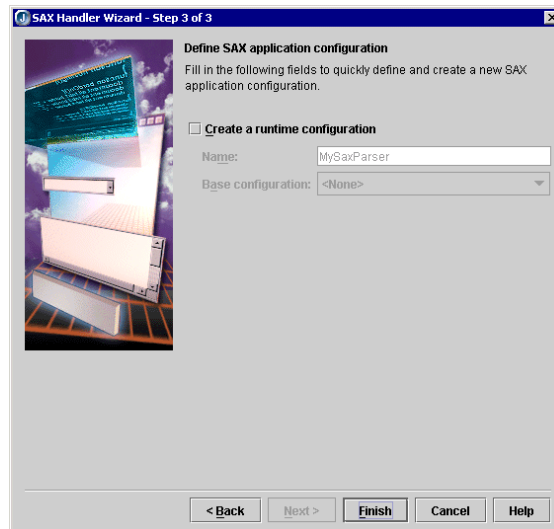 SAX Handler Wizard - Step 3 of 3
Define SAX application configuration
Fill in the following fields to quickly define and create a new SAX
application configuration.
Create a runtime configuration
Name: MySaxParser
Base configuration: <None>
< Back Next > Finish Cancel Help